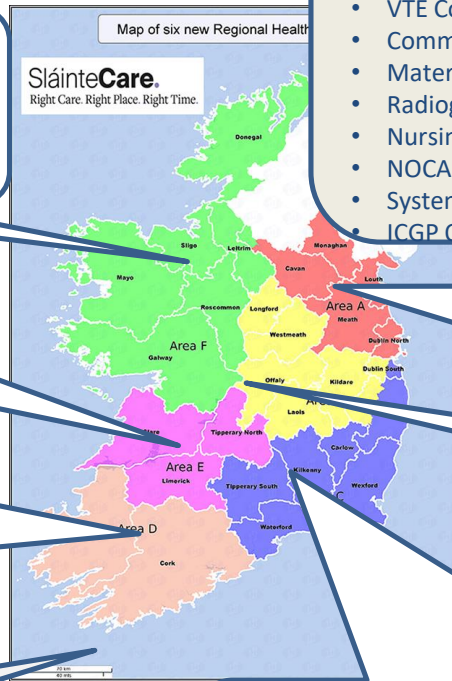 Map of six new Regional Health
SláinteCare.
Right Care. Right Place. Right Time.
VTE
• Comm
• Mater
• Radiog
• Nursin
• NOCA
• System
• ICGP
Donegal
Sligo
Leitrim
Monaghan
Cavan
Louth
Mayo
Roscommon
Longford
Area A
Meath
Westmeath
Dublin North
Area F
Galway
Dublin South
Offaly
Kildare
Laois
Clare
Tipperary North
Carlow
Area E
Limerick
Kilkenny
Tipperary South
Wexford
C
Area D
Waterford
Cork